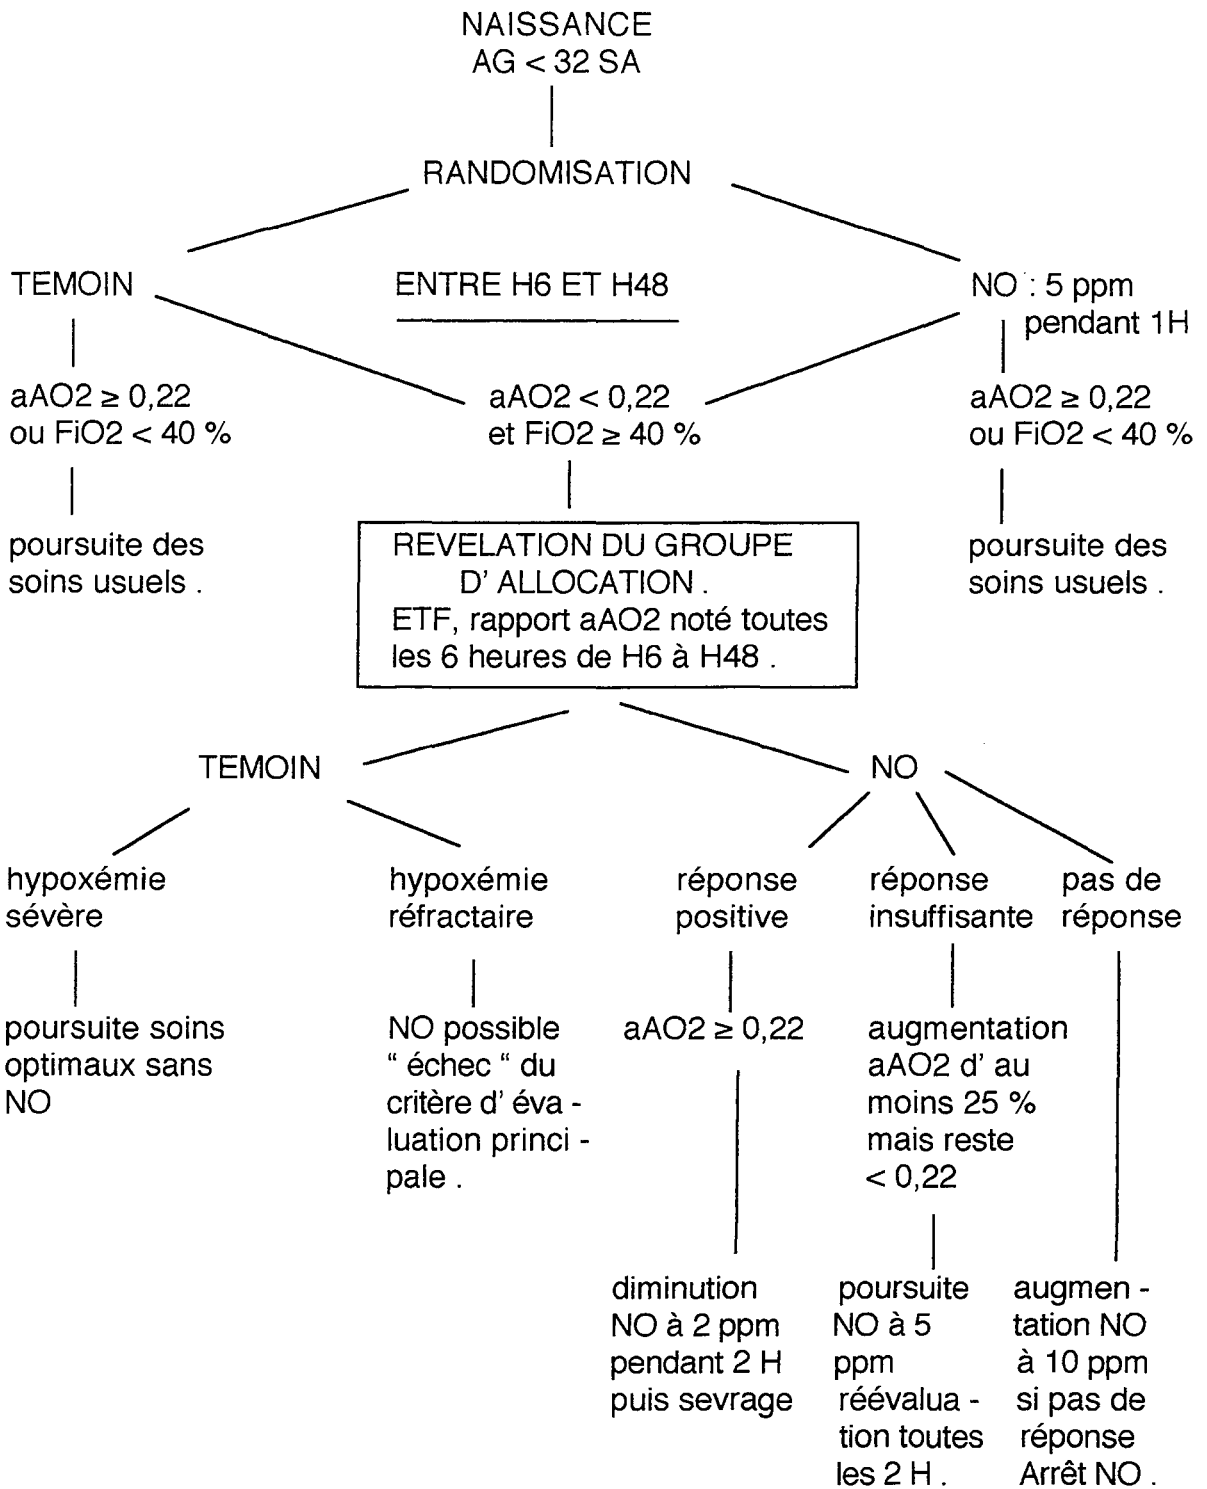 NAISSANCE
AG < 32 SA
RANDOMISATION
TEMOIN
ENTRE H6 ET H48
NO : 5 ppm
pendant 1H
aAO2 ≥ 0,22
ou FiO2 < 40 %
aAO2 < 0,22
et FiO2 ≥ 40 %
aAO2 ≥ 0,22
ou FiO2 < 40 %
poursuite des
soins usuels .
REVELATION DU GROUPE
D' ALLOCATION .
ETF, rapport aAO2 noté toutes
les 6 heures de H6 à H48 .
poursuite des
soins usuels .
TEMOIN
NO
hypoxémie
sévère
hypoxémie
réfractaire
réponse
positive
réponse
insuffisante
pas de
réponse
poursuite soins
optimaux sans
NO
NO possible
“ échec “ du
critère d' éva -
luation princi -
pale .
aAO2 ≥ 0,22
augmentation
aAO2 d' au
moins 25 %
mais reste
< 0,22
diminution
NO à 2 ppm
pendant 2 H
puis sevrage
poursuite
NO à 5
ppm
réévalua -
tion toutes
les 2 H .
augmen -
tation NO
à 10 ppm
si pas de
réponse
Arrêt NO .